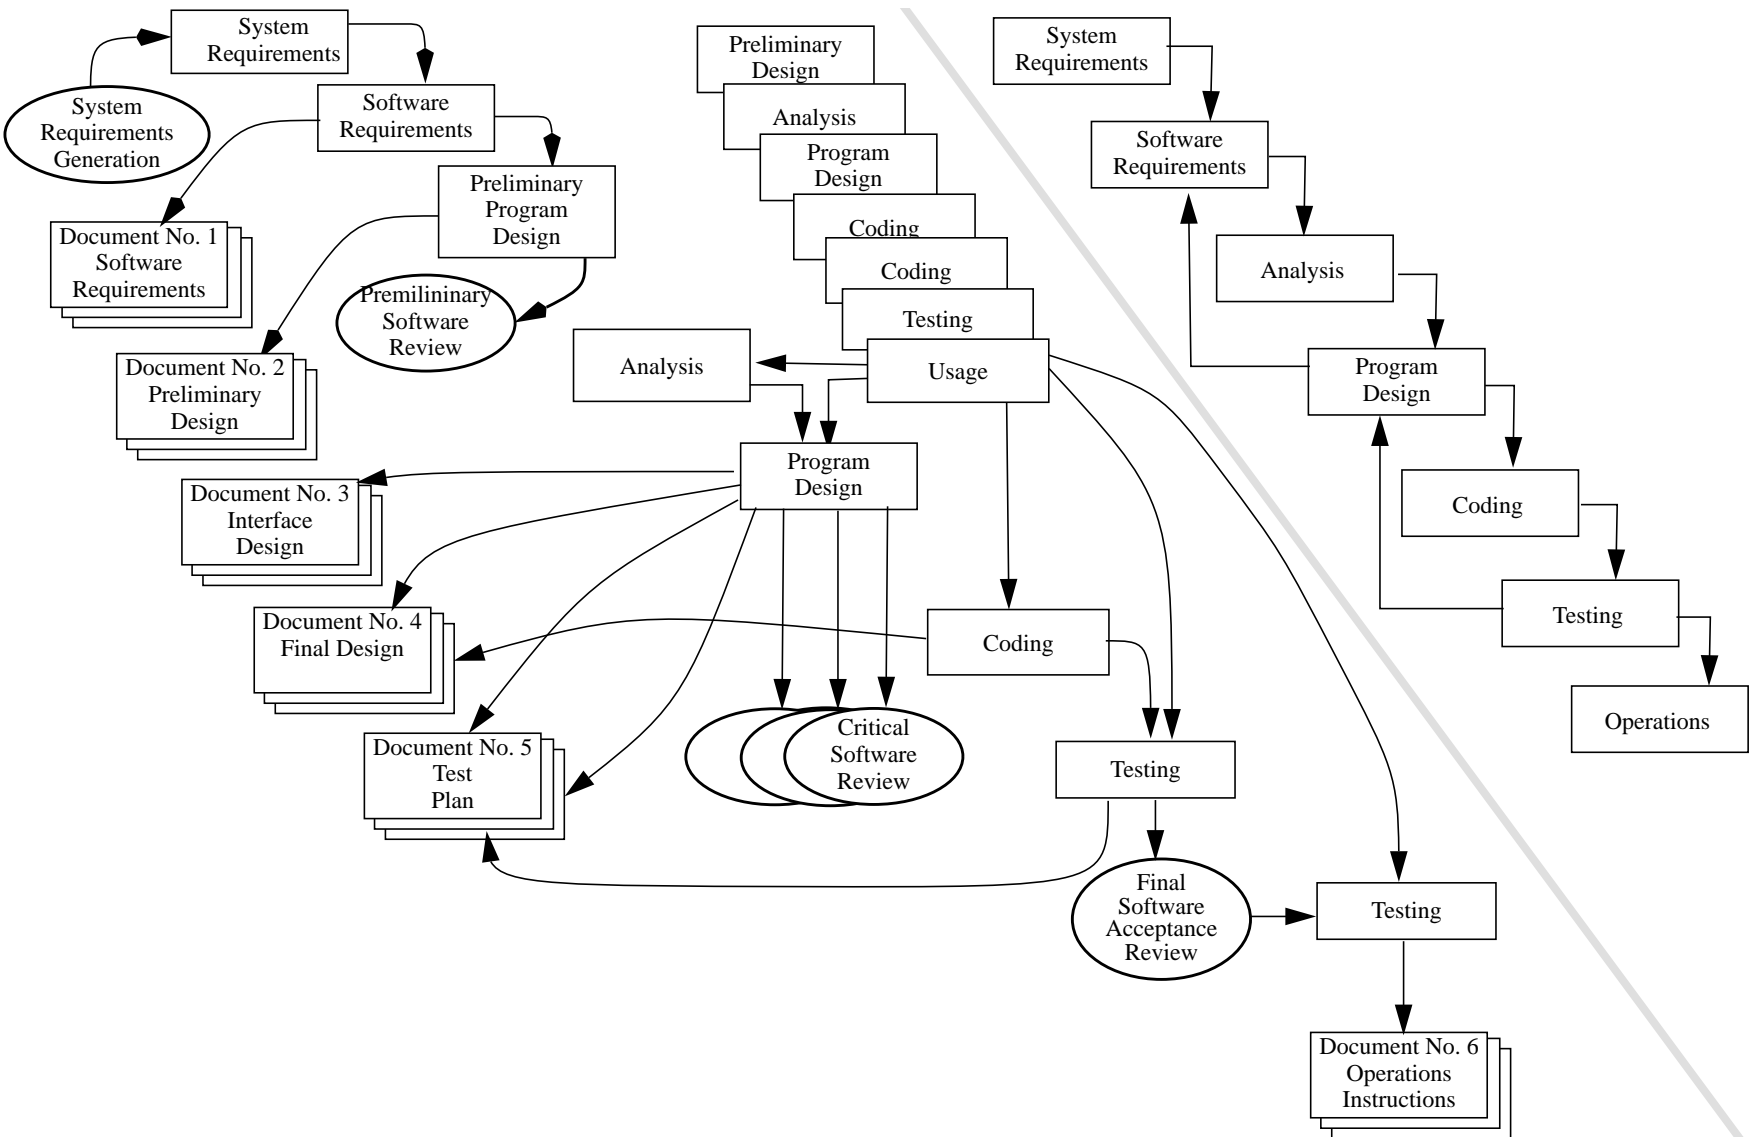 System
Requirements
System
Requirements
Generation
Software
Requirements
Preliminary
Program
Design
Document No. 1
Software
Requirements
Premilininary
Software
Review
Document No. 2
Preliminary
Design
Document No. 3
Interface
Design
Document No. 4
Final Design
Document No. 5
Test
Plan
Preliminary
Design
Analysis
Program
Design
Coding
Coding
Testing
Usage
Analysis
Program
Design
Critical
Software
Review
Coding
Testing
Final
Software
Acceptance
Review
Testing
Document No. 6
Operations
Instructions
System
Requirements
Software
Requirements
Analysis
Program
Design
Coding
Testing
Operations